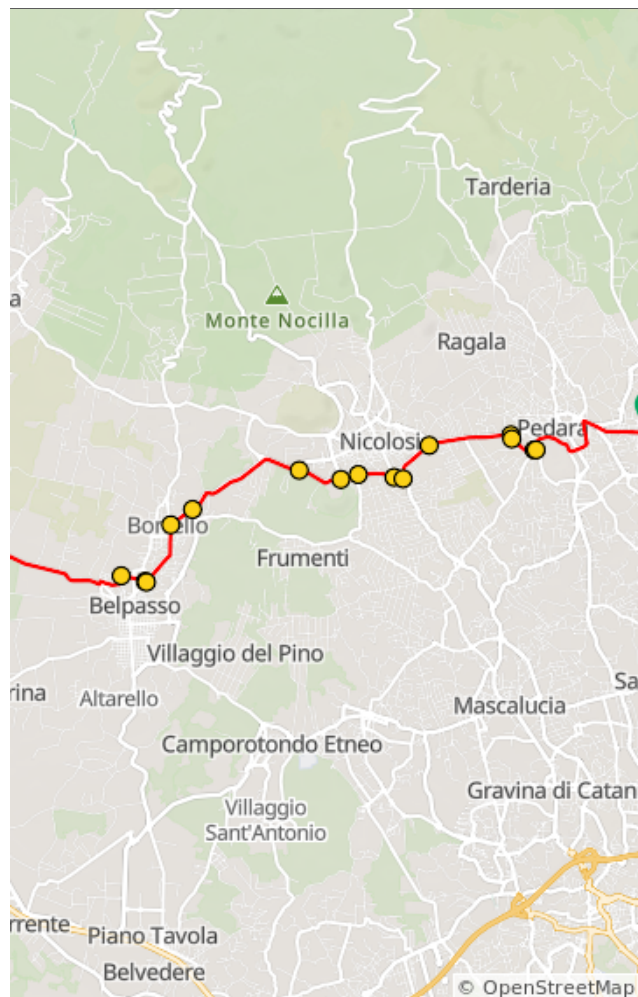 Tarderia
a
Monte Nocilla
Ragala
Pedara
Nicolosi
Frumenti
Belpasso
Villaggio del Pino
Sa
rina
Altarello
Mascalucia
Camporotondo Etneo
Gravina di Catan
Villaggio
Sant'Antonio
rrente
Piano Tavola
Belvedere
© OpenStreetMap